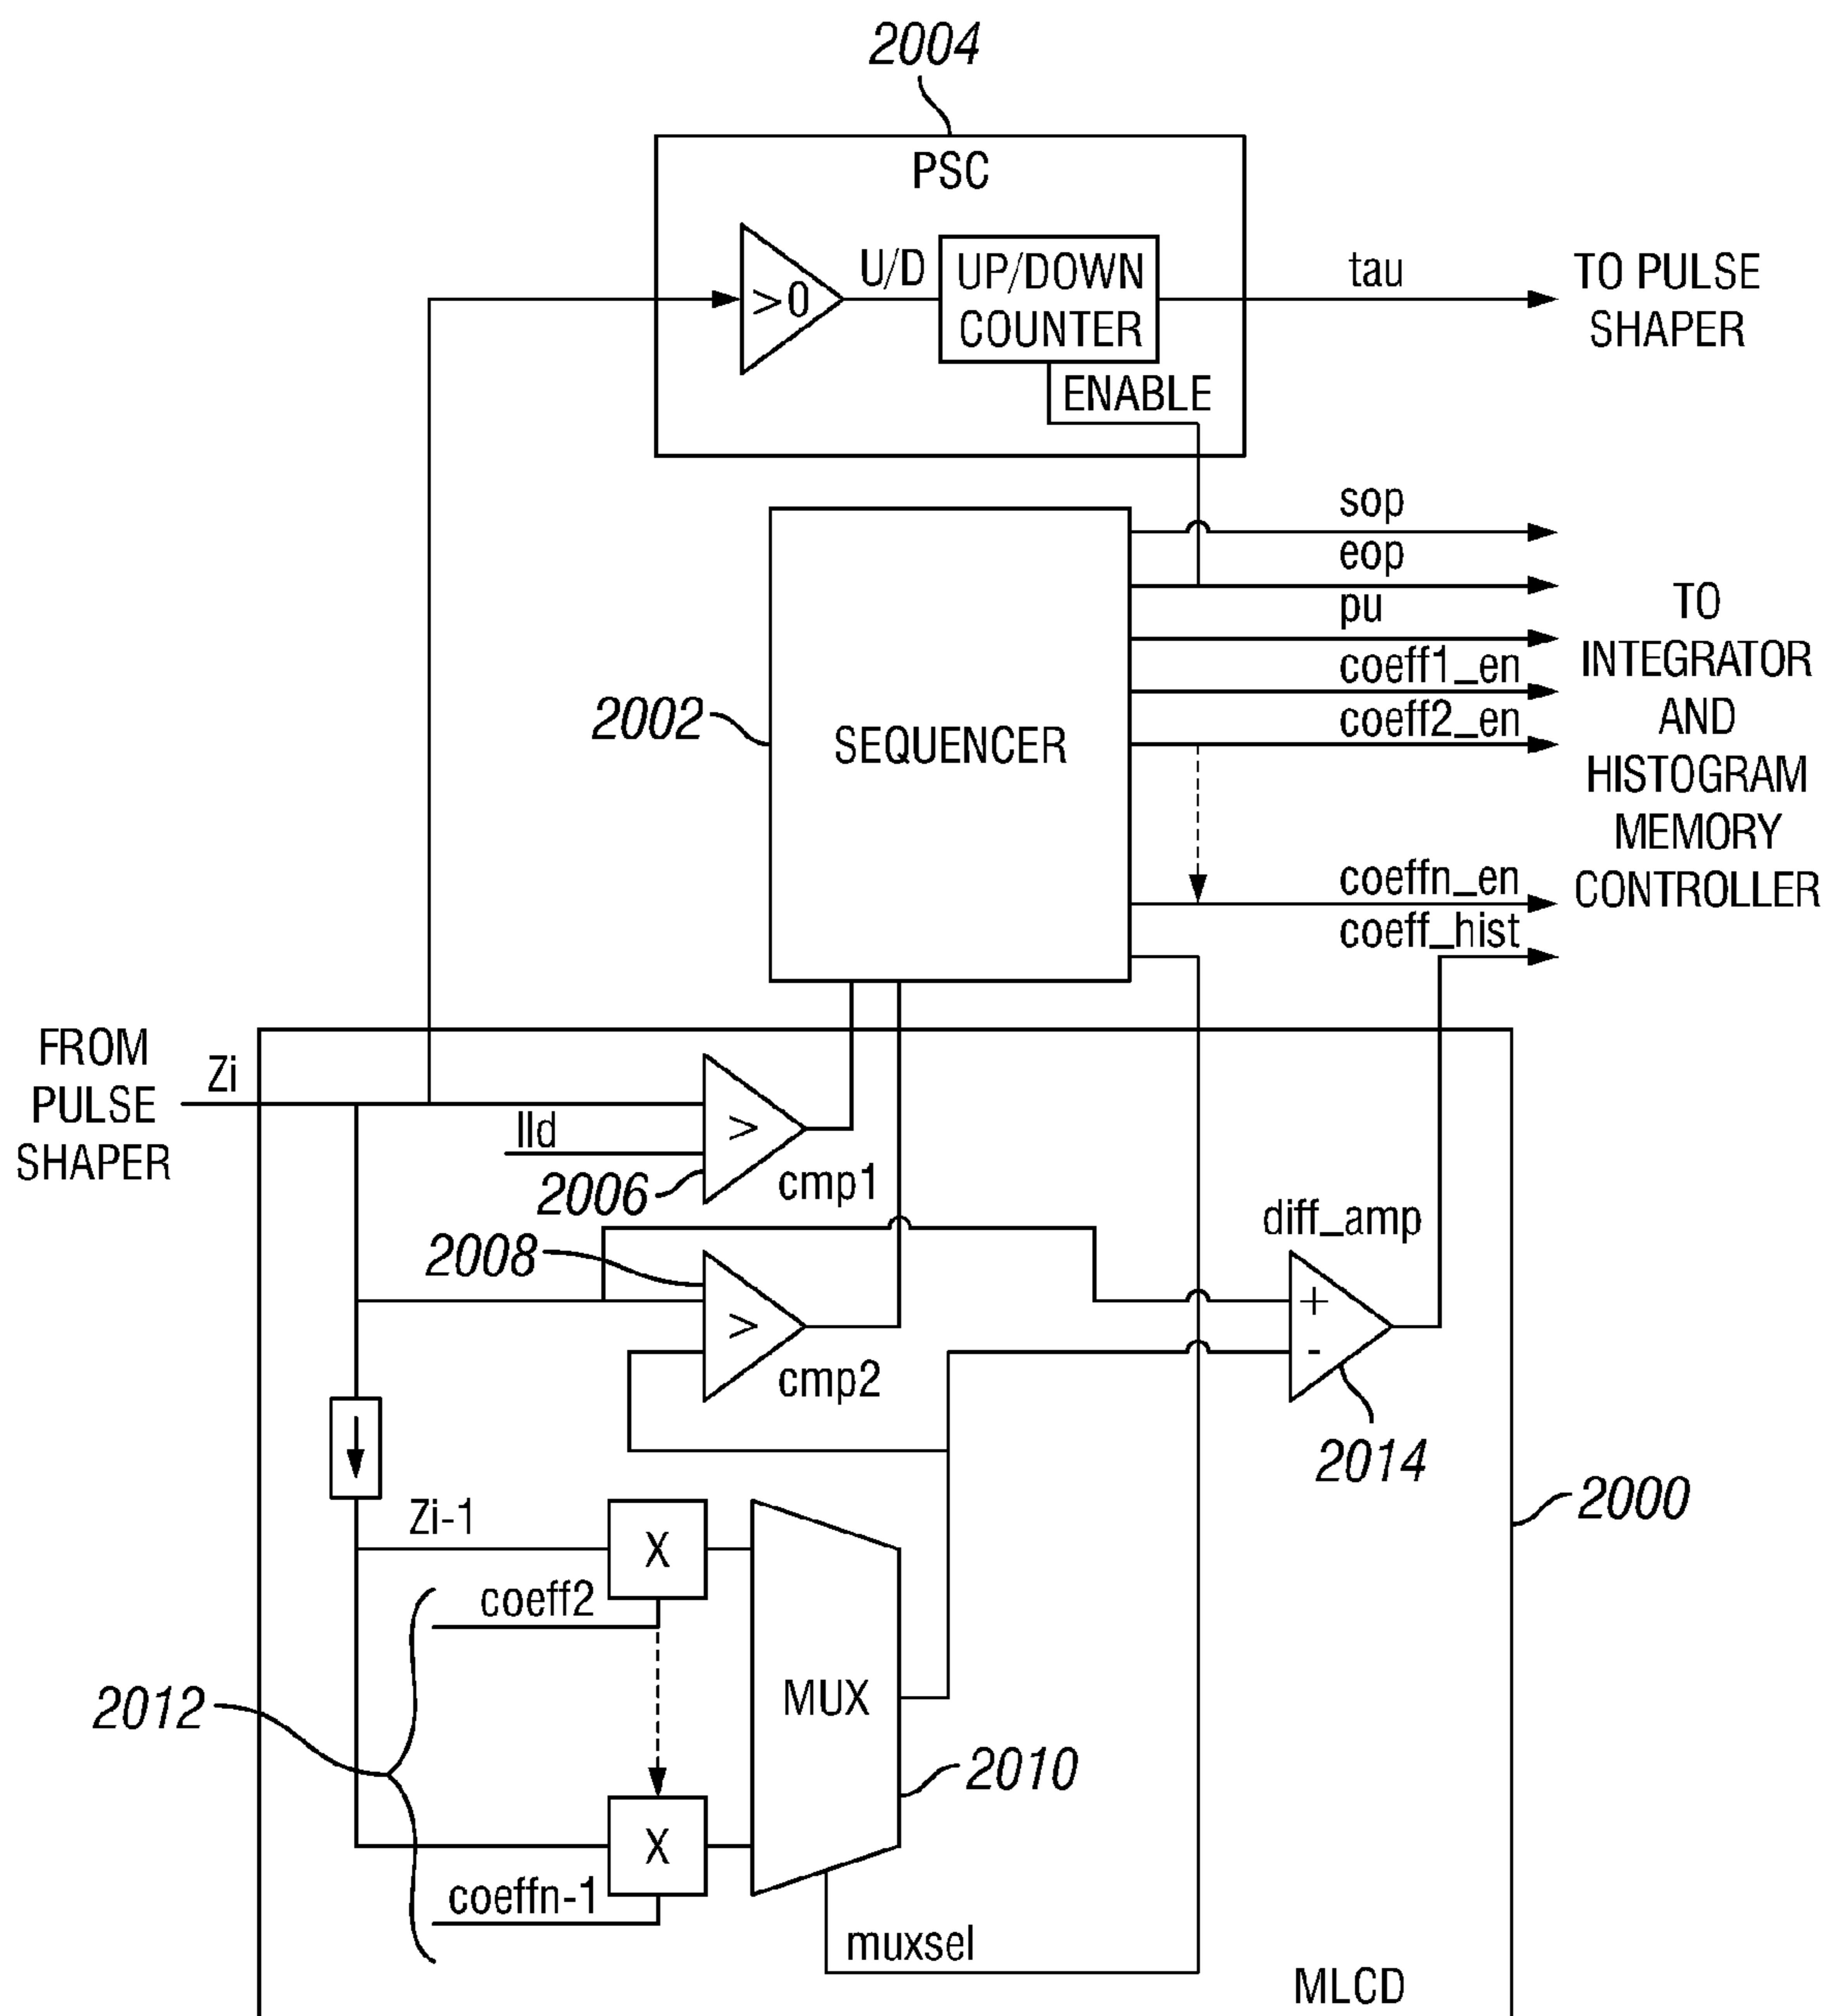 2004
PSC
>0
U/D
UP/DOWN
COUNTER
ENABLE
tau
TO PULSE
SHAPER
sop
eop
pu
coeff1_en
coeff2_en
coeffn_en
coeff_hist
TO
INTEGRATOR
AND
HISTOGRAM
MEMORY
CONTROLLER
2002
SEQUENCER
FROM
PULSE
SHAPER
Zi
lld
>
2006
cmp1
2008
>
cmp2
diff_amp
+
-
2014
2000
Zi-1
X
coeff2
2012
MUX
2010
X
coeffn-1
muxsel
MLCD